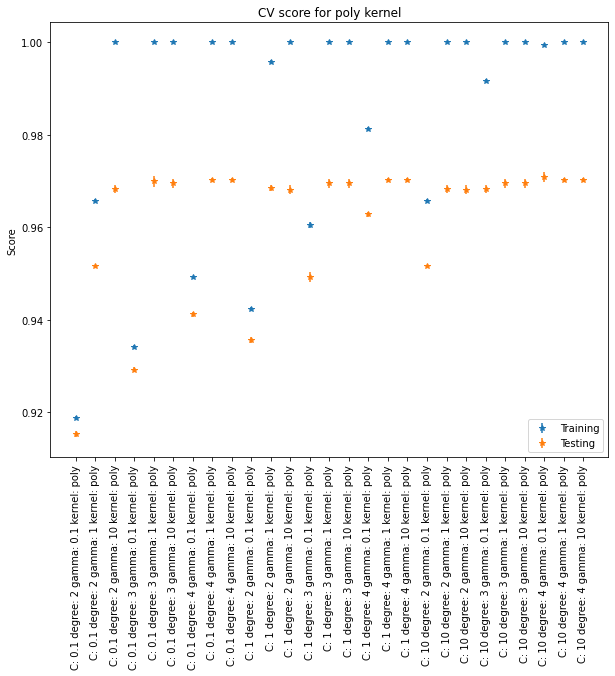 CV score for poly kernel
1.00
0.98
0.96
0.94
0.92
Score
Training
Testing
C: 0.1 degree: 2 gamma: 0.1 kernel: poly
C: 0.1 degree: 2 gamma: 1 kernel: poly
C: 0.1 degree: 2 gamma: 10 kernel: poly
C: 0.1 degree: 3 gamma: 0.1 kernel: poly
C: 0.1 degree: 3 gamma: 1 kernel: poly
C: 0.1 degree: 3 gamma: 10 kernel: poly
C: 0.1 degree: 4 gamma: 0.1 kernel: poly
C: 0.1 degree: 4 gamma: 1 kernel: poly
C: 0.1 degree: 4 gamma: 10 kernel: poly
C: 1 degree: 2 gamma: 0.1 kernel: poly
C: 1 degree: 2 gamma: 1 kernel: poly
C: 1 degree: 2 gamma: 10 kernel: poly
C: 1 degree: 3 gamma: 0.1 kernel: poly
C: 1 degree: 3 gamma: 1 kernel: poly
C: 1 degree: 3 gamma: 10 kernel: poly
C: 1 degree: 4 gamma: 0.1 kernel: poly
C: 1 degree: 4 gamma: 1 kernel: poly
C: 1 degree: 4 gamma: 10 kernel: poly
C: 10 degree: 2 gamma: 0.1 kernel: poly
C: 10 degree: 2 gamma: 1 kernel: poly
C: 10 degree: 2 gamma: 10 kernel: poly
C: 10 degree: 3 gamma: 0.1 kernel: poly
C: 10 degree: 3 gamma: 1 kernel: poly
C: 10 degree: 3 gamma: 10 kernel: poly
C: 10 degree: 4 gamma: 0.1 kernel: poly
C: 10 degree: 4 gamma: 1 kernel: poly
C: 10 degree: 4 gamma: 10 kernel: poly